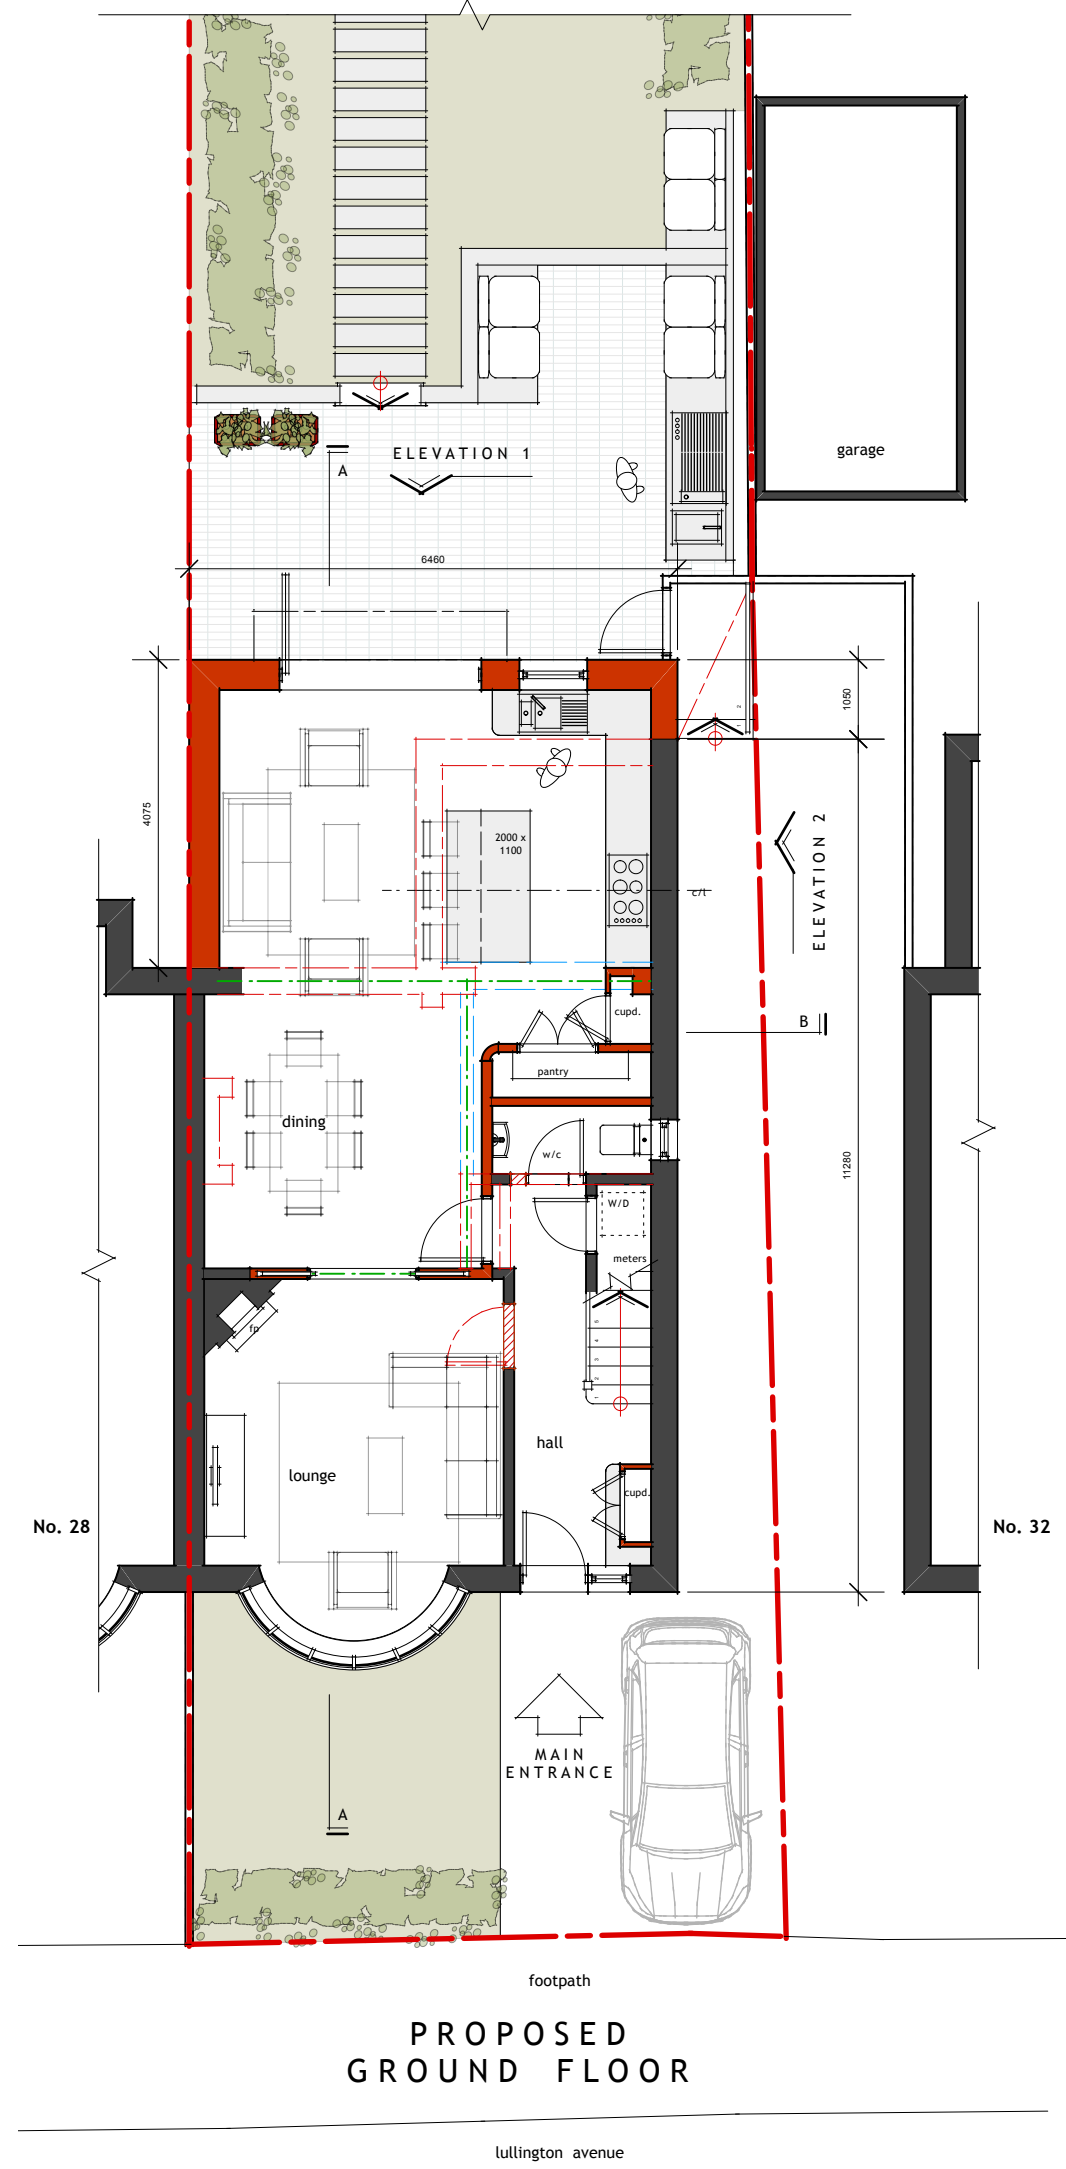 garage
ELEVATION 1
A
6460
1050
4075
2000 x
1100
c/l
ELEVATION 2
cupd.
B
pantry
dining
w/c
11280
W/D
meters
fp
hall
lounge
cupd.
No. 28
No. 32
MAIN
ENTRANCE
A
footpath
PROPOSED
GROUND FLOOR
lullington avenue